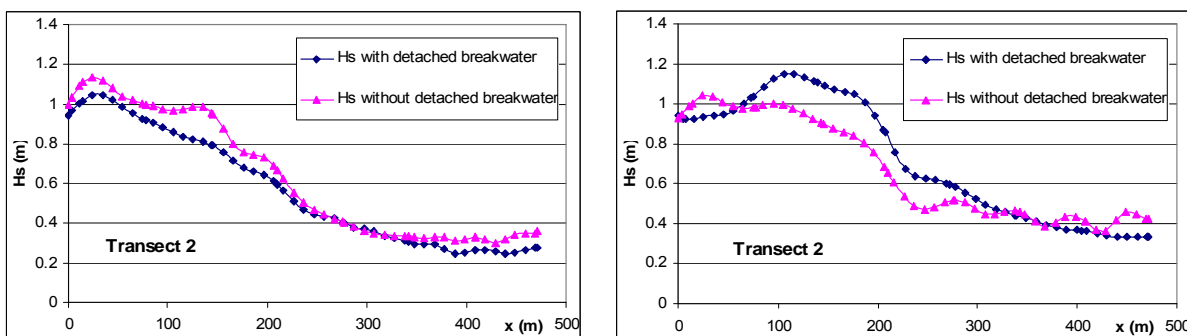 1.4
1.2
1
0.8
0.6
0.4
0.2
0
Hs (m)
Hs with detached breakwater
Hs without detached breakwater
Transect 2
0 100 200 300 400 500
x (m)
1.4
1.2
1
0.8
0.6
0.4
0.2
0
Hs (m)
Hs with detached breakwater
Hs without detached breakwater
Transect 2
0 100 200 300 400 500
x (m)